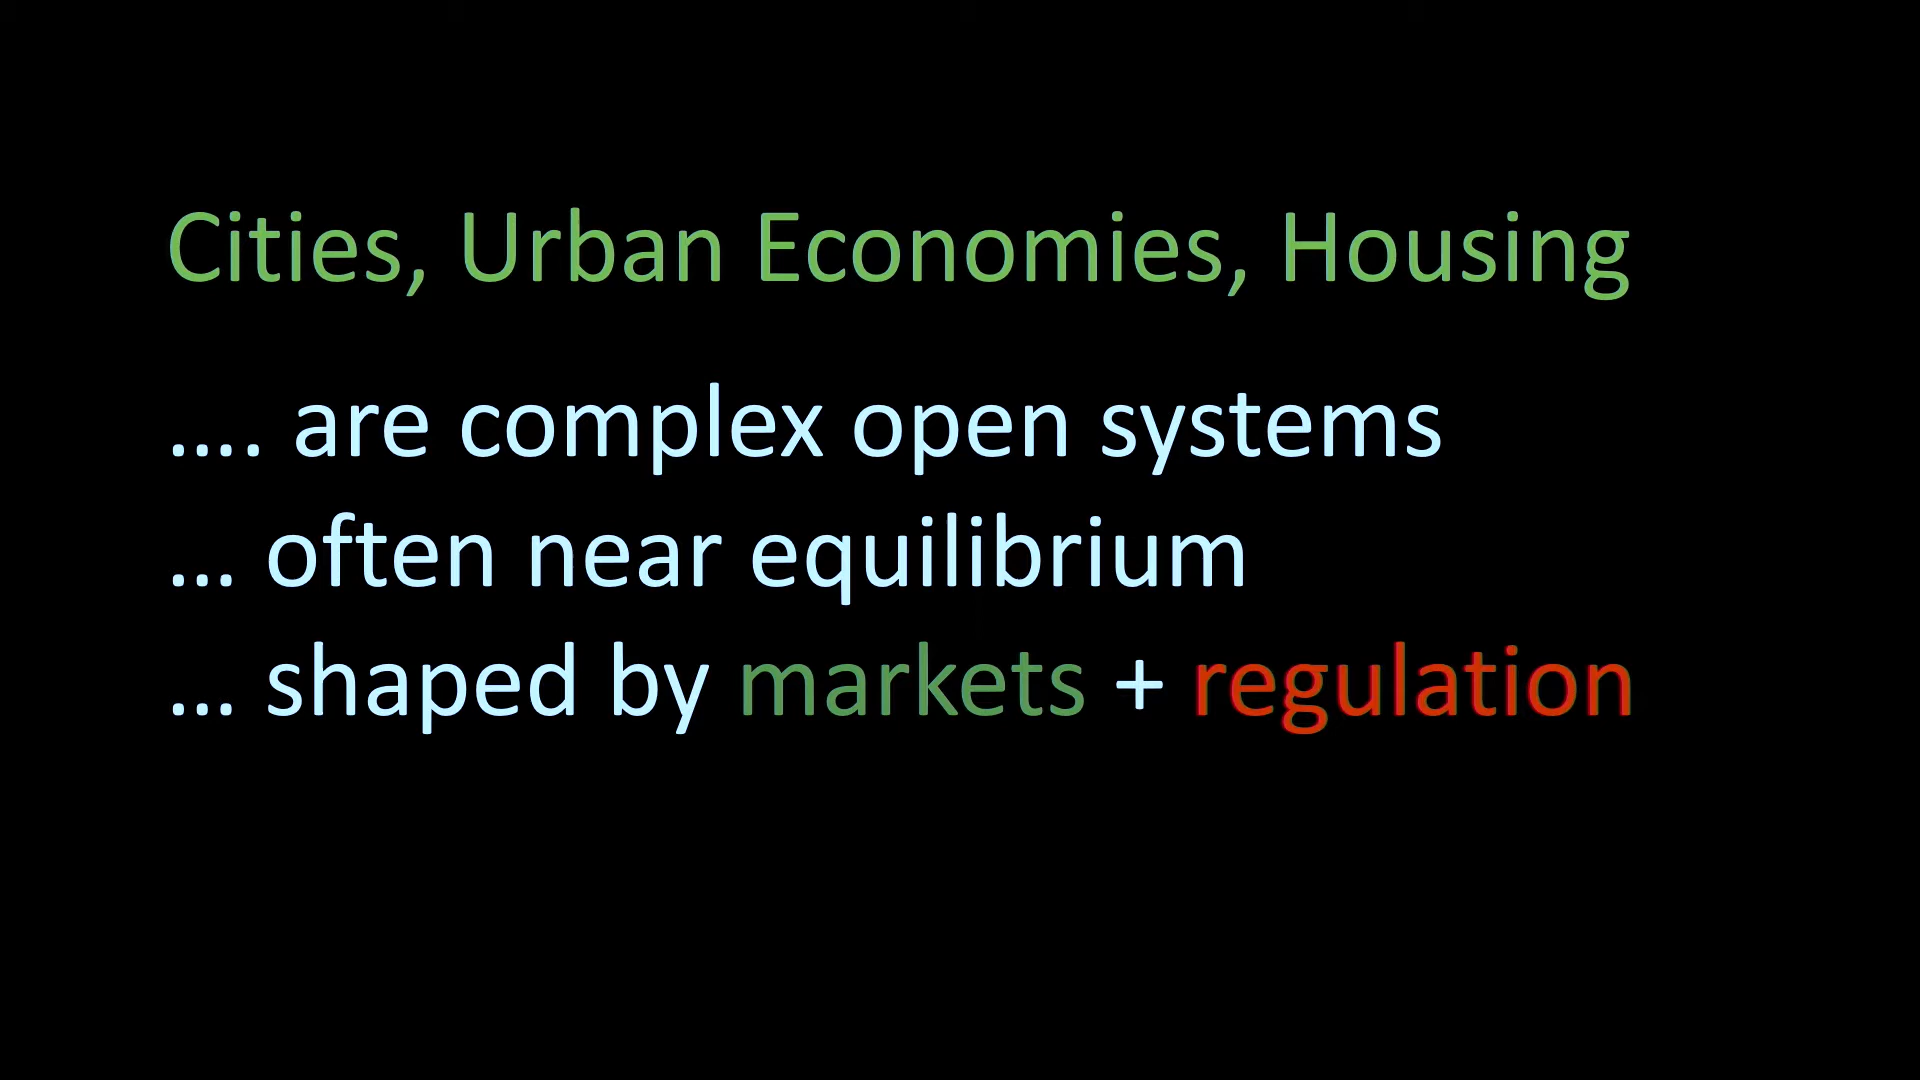 Cities, Urban Economies, Housing
.... are complex open systems
... often near equilibrium
... shaped by markets + regulation